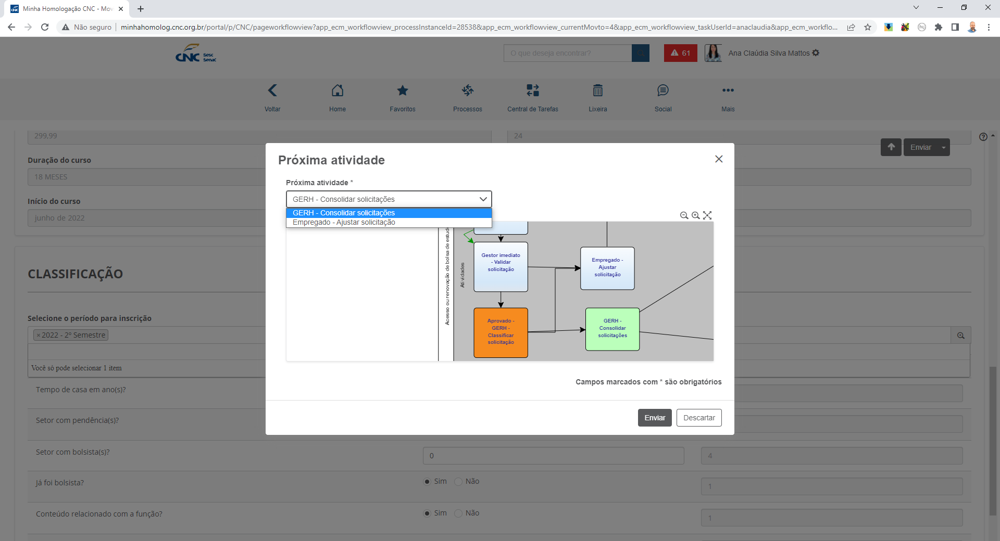 Minha Homologação CNC - Mov
Não seguro
minhahomolog.cnc.org.br/portal/p/CNC/pageworkflowview?app_ecm_workflowview_processInstanceId=28538&app_ecm_workflowview_currentMovto=4&app_ecm_workflowview_taskUserId=anaclaudia&app_ecm_workflo...
CNC Sesc Senac
O que deseja encontrar?
61
Ana Claúdia Silva Mattos
Voltar
Home
Favoritos
Processos
Central de Tarefas
Lixeira
Social
Mais
299,99
24
Enviar
Duração do curso
18 MESES
Início do curso
junho de 2022
Próxima atividade
Próxima atividade *
GERH - Consolidar solicitações
GERH - Consolidar solicitações
Empregado - Ajustar solicitação
Acesso ou renovação de bolsa de estudo
Atividades
Gestor imediato
- Validar
solicitação
Empregado -
Ajustar
solicitação
Aprovado -
GERH -
Classificar
solicitação
GERH -
Consolidar
solicitações
Campos marcados com * são obrigatórios
Enviar
Descartar
CLASSIFICAÇÃO
Selecione o período para inscrição
×2022 - 2º Semestre
Você só pode selecionar 1 item
Tempo de casa em ano(s)?
Setor com pendência(s)?
Setor com bolsista(s)?
0
4
Já foi bolsista?
Sim
Não
1
Conteúdo relacionado com a função?
Sim
Não
1